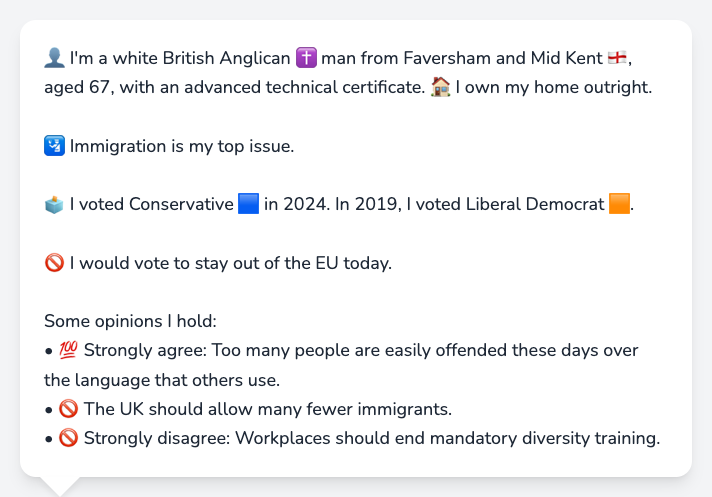 👤 I'm a white British Anglican ✝️ man from Faversham and Mid Kent 🏴󠁧󠁢󠁥󠁮󠁧󠁿,
aged 67, with an advanced technical certificate. 🏠 I own my home outright.
🛂 Immigration is my top issue.
🗳️ I voted Conservative 🟦 in 2024. In 2019, I voted Liberal Democrat 🟧.
🚫 I would vote to stay out of the EU today.
Some opinions I hold:
• 💯 Strongly agree: Too many people are easily offended these days over
the language that others use.
• 🚫 The UK should allow many fewer immigrants.
• 🚫 Strongly disagree: Workplaces should end mandatory diversity training.